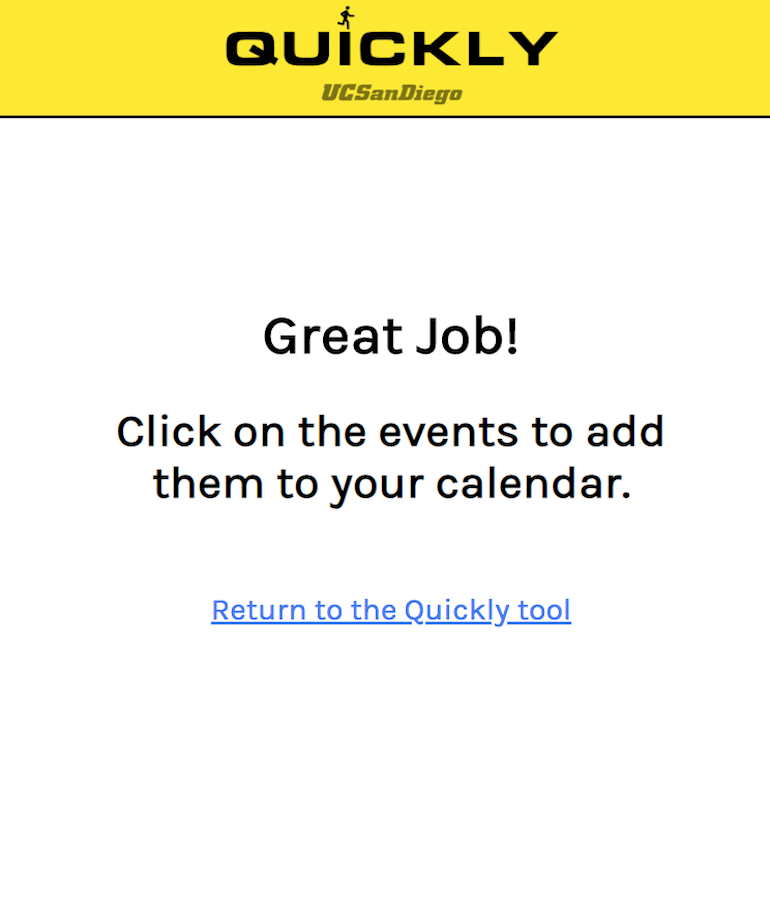 QUICKLY
UCSanDiego
Great Job!
Click on the events to add
them to your calendar.
Return to the Quickly tool